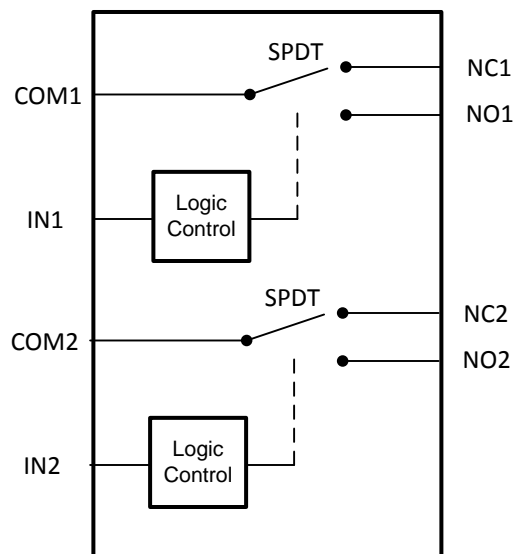 SPDT
NC1
COM1
NO1
IN1
Logic
Control
SPDT
NC2
COM2
NO2
IN2
Logic
Control